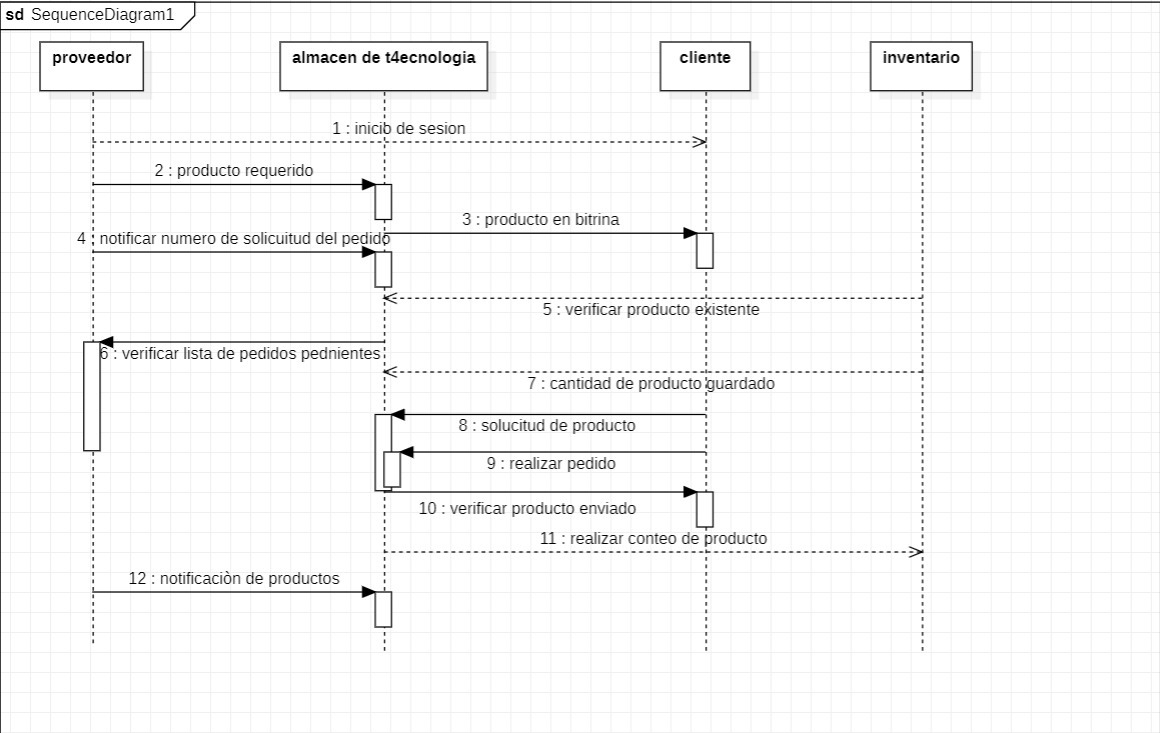 sd SequenceDiagram1
proveedor
almacen de t4ecnologia
cliente
inventario
1 : inicio de sesion
2 : producto requerido
3 : producto en bitrina
4 : notificar numero de solicuitud del pedido
5 : verificar producto existente
6 : verificar lista de pedidos pednientes
7 : cantidad de producto guardado
8 : solucitud de producto
9 : realizar pedido
10 : verificar producto enviado
11 : realizar conteo de producto
12 : notificaciòn de productos